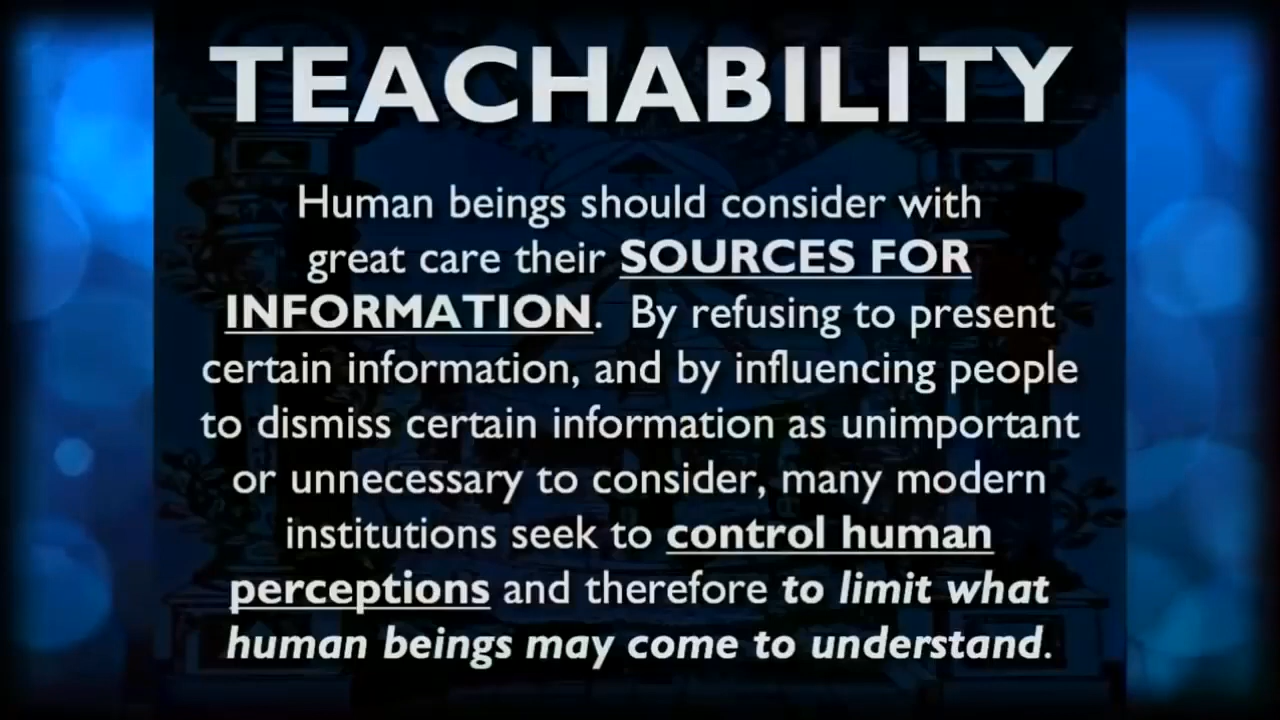 TEACHABILITY
Human beings should consider with
great care their SOURCES FOR
INFORMATION. By refusing to present
certain information, and by influencing people
to dismiss certain information as unimportant
or unnecessary to consider, many modern
institutions seek to control human
perceptions and therefore to limit what
human beings may come to understand.